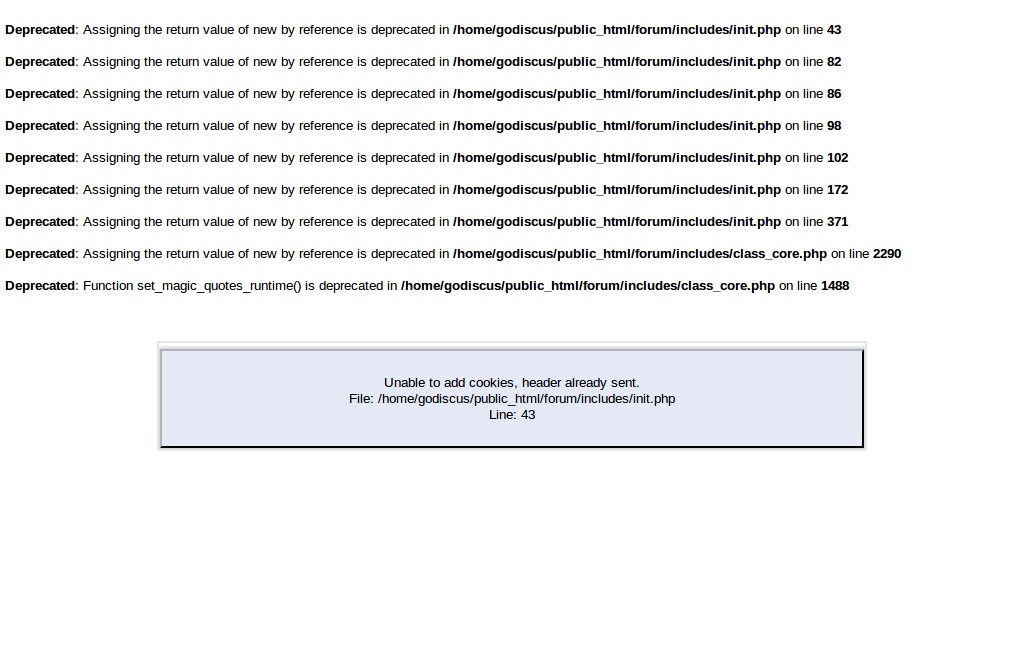 Deprecated: Assigning the return value of new by reference is deprecated in /home/godiscus/public_html/forum/includes/init.php on line 43
Deprecated: Assigning the return value of new by reference is deprecated in /home/godiscus/public_html/forum/includes/init.php on line 82
Deprecated: Assigning the return value of new by reference is deprecated in /home/godiscus/public_html/forum/includes/init.php on line 86
Deprecated: Assigning the return value of new by reference is deprecated in /home/godiscus/public_html/forum/includes/init.php on line 98
Deprecated: Assigning the return value of new by reference is deprecated in /home/godiscus/public_html/forum/includes/init.php on line 102
Deprecated: Assigning the return value of new by reference is deprecated in /home/godiscus/public_html/forum/includes/init.php on line 172
Deprecated: Assigning the return value of new by reference is deprecated in /home/godiscus/public_html/forum/includes/init.php on line 371
Deprecated: Assigning the return value of new by reference is deprecated in /home/godiscus/public_html/forum/includes/class_core.php on line 2290
Deprecated: Function set_magic_quotes_runtime() is deprecated in /home/godiscus/public_html/forum/includes/class_core.php on line 1488
Unable to add cookies, header already sent.
File: /home/godiscus/public_html/forum/includes/init.php
Line: 43